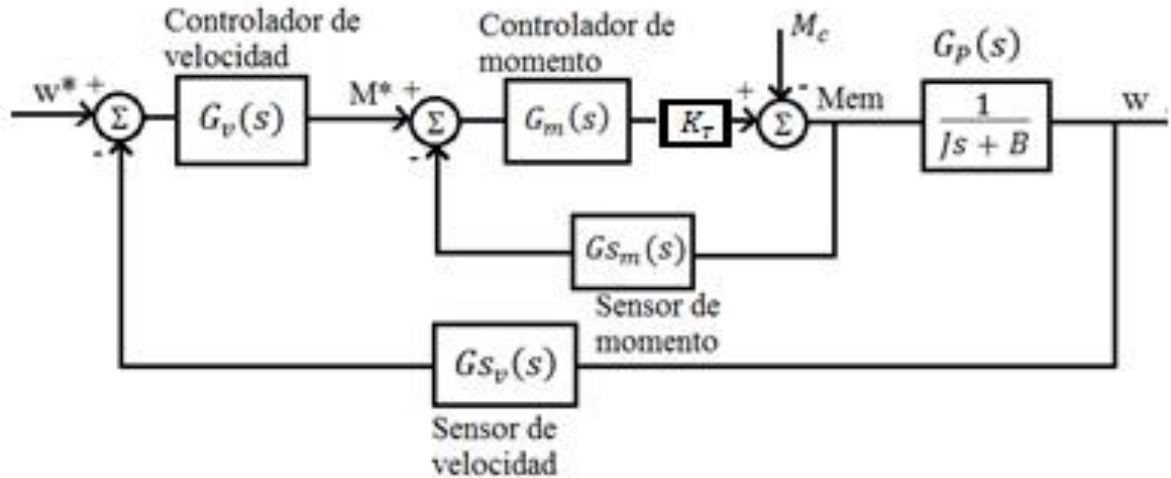 Controlador de
velocidad
w* +
-
Σ
G_v(s)
M* +
-
Σ
Controlador de
momento
G_m(s)
K_τ
+
M_c
-
Σ
Mem
G_P(s)
1
Js + B
w
Gs_m(s)
Sensor de
momento
Gs_v(s)
Sensor de
velocidad